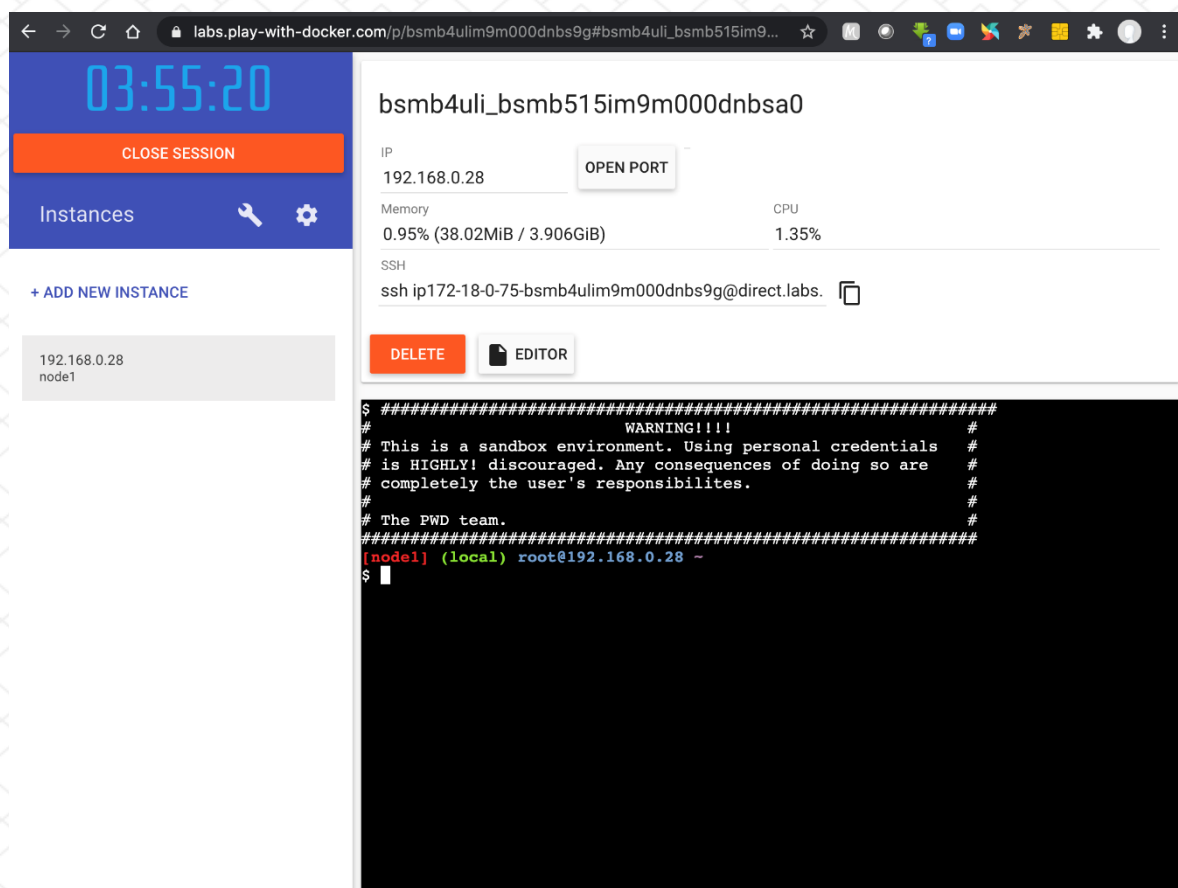 labs.play-with-docker.com/p/bsmb4ulim9m000dnbs9g#bsmb4uli_bsmb515im9...
03:55:20
CLOSE SESSION
Instances
+ ADD NEW INSTANCE
192.168.0.28
node1
bsmb4uli_bsmb515im9m000dnbsa0
IP
192.168.0.28
OPEN PORT
Memory
0.95% (38.02MiB / 3.906GiB)
CPU
1.35%
SSH
ssh ip172-18-0-75-bsmb4ulim9m000dnbs9g@direct.labs.
DELETE
EDITOR
$ ###############################################################
# WARNING!!!! #
# This is a sandbox environment. Using personal credentials #
# is HIGHLY! discouraged. Any consequences of doing so are #
# completely the user's responsibilites. #
# #
# The PWD team. #
###############################################################
[node1] (local) root@192.168.0.28 ~
$